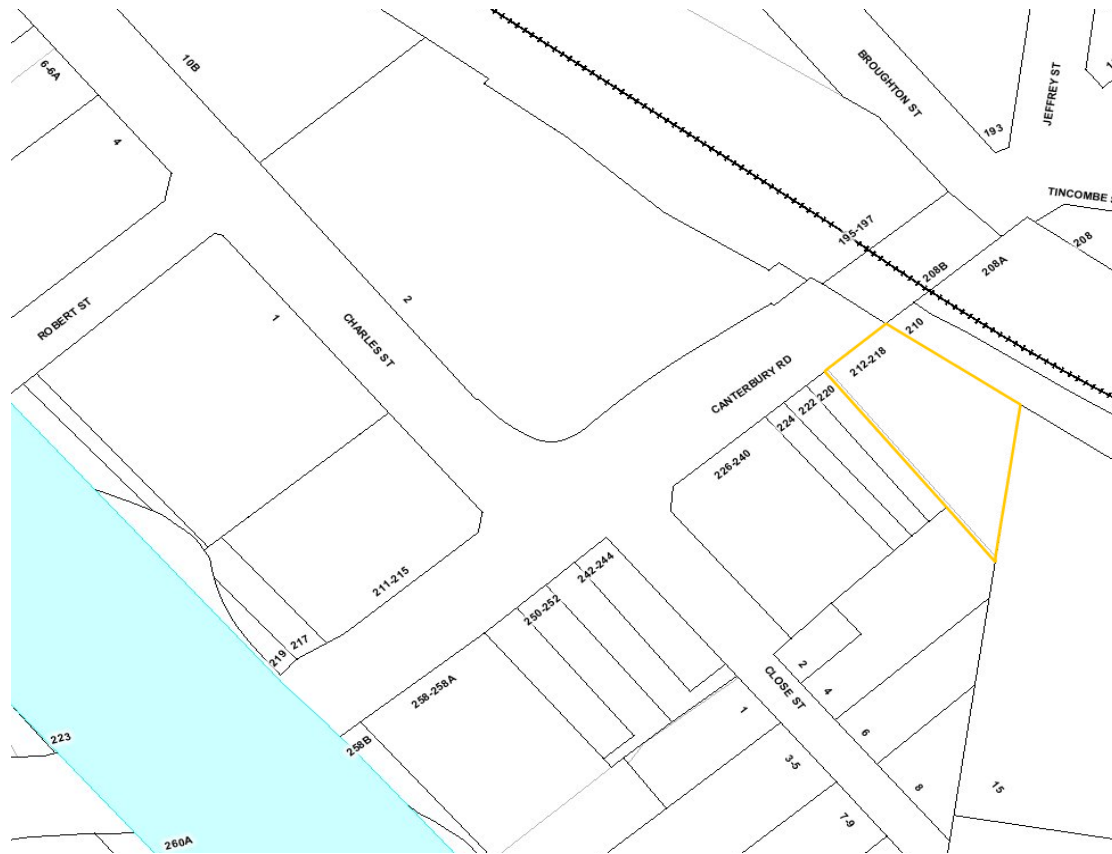 6-6A
10B
BROUGHTON ST
JEFFREY ST
193
4
TINCOMBE
195-197
208
208B
208A
ROBERT ST
1
2
CHARLES ST
210
212-218
CANTERBURY RD
220
222
224
226-240
211-215
242-244
250-252
217
219
258-258A
258B
CLOSE ST
2
4
6
8
15
1
3-5
7-9
223
260A